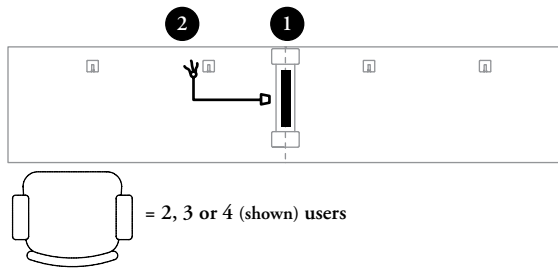 2 1
= 2, 3 or 4 (shown) users